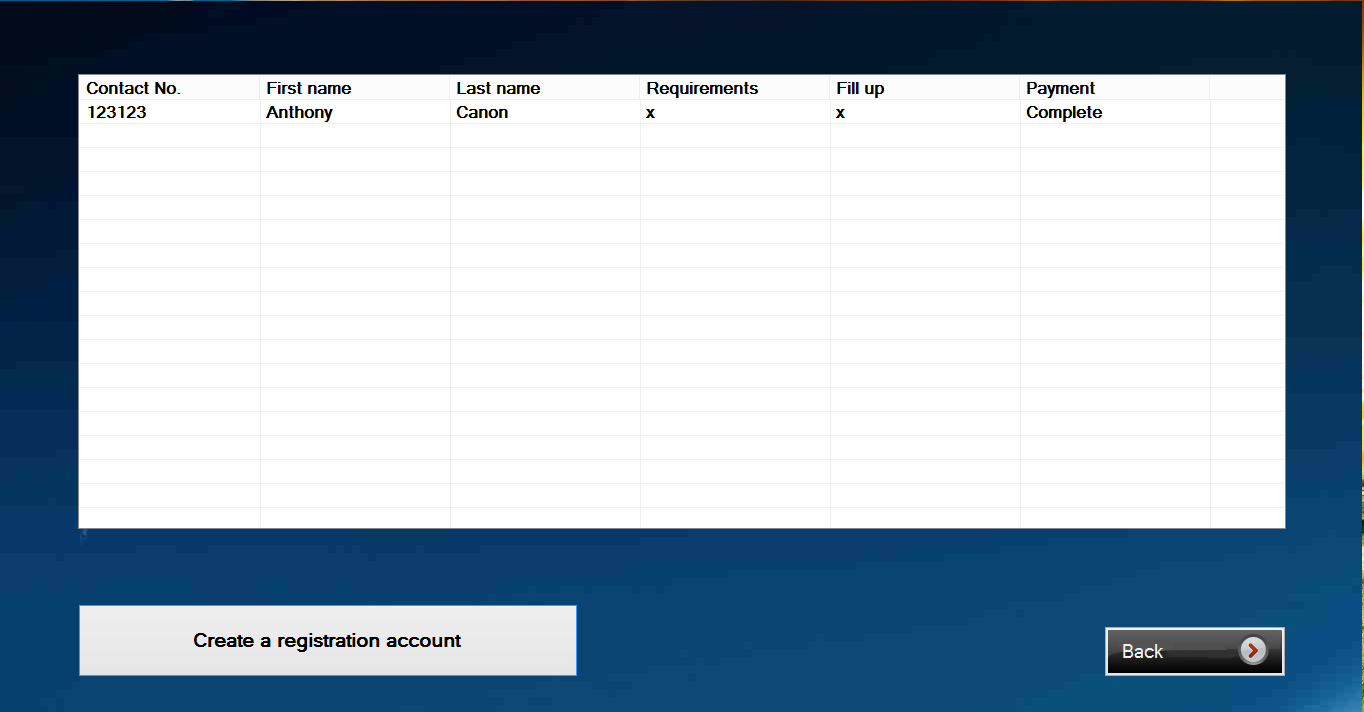 Contact No. First name Last name Requirements Fill up Payment
123123 Anthony Canon x x Complete
Create a registration account
Back